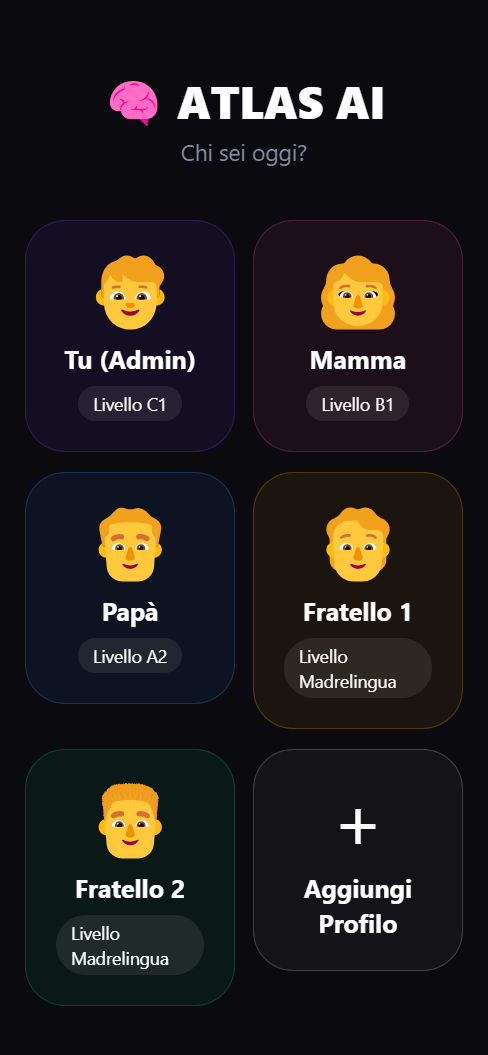 ATLAS AI
Chi sei oggi?
Tu (Admin)
Livello C1
Mamma
Livello B1
Papà
Livello A2
Fratello 1
Livello
Madrelingua
Fratello 2
Livello
Madrelingua
+
Aggiungi
Profilo